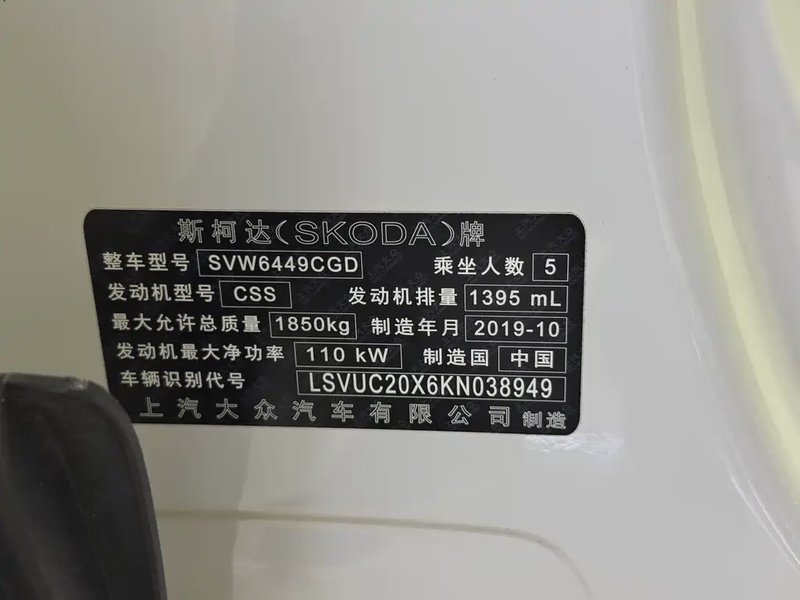 斯柯达(SKODA)牌
整车型号 SVW6449CGD 乘坐人数 5
发动机型号 CSS 发动机排量 1395 mL
最大允许总质量 1850kg 制造年月 2019-10
发动机最大净功率 110 kW 制造国 中国
车辆识别代号 LSVUC20X6KN038949
上汽大众汽车有限公司 制造